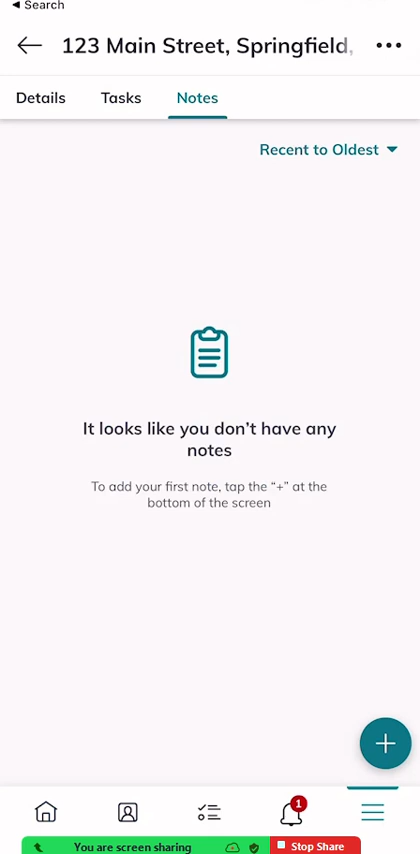 ◀ Search
123 Main Street, Springfield,
Details Tasks Notes
Recent to Oldest
It looks like you don’t have any
notes
To add your first note, tap the “+” at the
bottom of the screen
1
You are screen sharing Stop Share